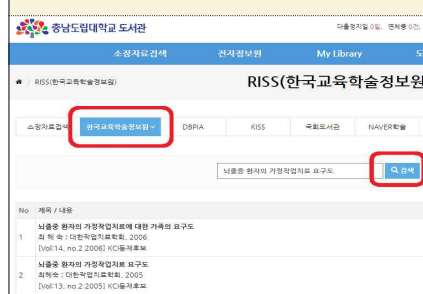 충남도립대학교 도서관
대출정지일 0일, 연체중 0건,
소장자료검색 전자정보원 My Library 도
RISS(한국교육학술정보원) RISS(한국교육학술정보원
소장자료검색 한국교육학술정보원 DBPIA KISS 국회도서관 NAVER학술
뇌졸중 환자의 가정작업치료 요구도 검색
No 제목 / 내용
뇌졸중 환자의 가정작업치료에 대한 가족의 요구도
1 최 혜 숙 ; 대한작업치료학회, 2006
[Vol.14, no.2 2006] KCI등재후보
뇌졸중 환자의 가정작업치료 요구도
2 최혜숙 ; 대한작업치료학회, 2005
[Vol.13, no.2 2005] KCI등재후보